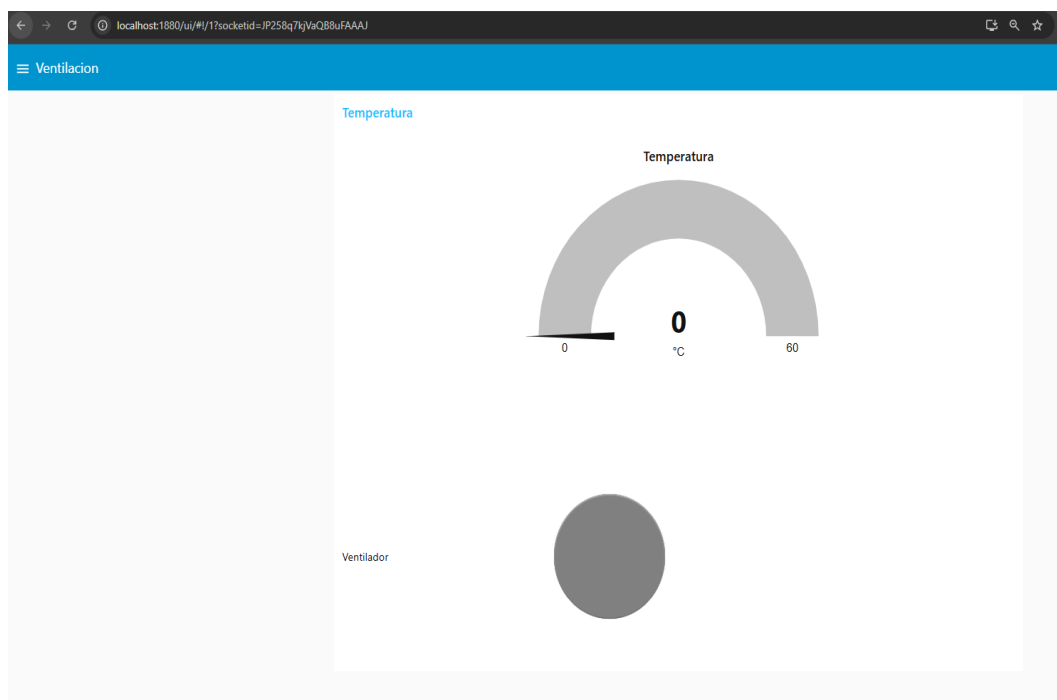 localhost:1880/ui/#!/1?socketid=JP258q7kjVaQB8uFAAAJ
Ventilacion
Temperatura
Temperatura
0
0
°C
60
Ventilador